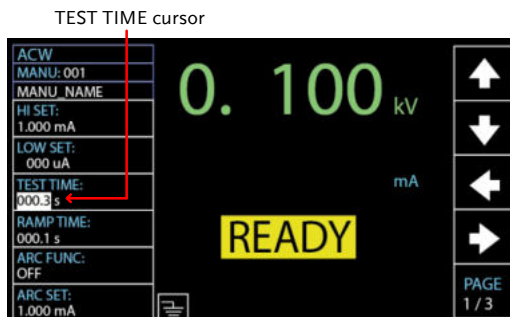 TEST TIME cursor
ACW
MANU: 001
MANU_NAME
HI SET:
1.000 mA
LOW SET:
000 uA
TEST TIME:
000.3 s
RAMP TIME:
000.1 s
ARC FUNC:
OFF
ARC SET:
1.000 mA
0. 100 kV
mA
READY
PAGE
1 / 3